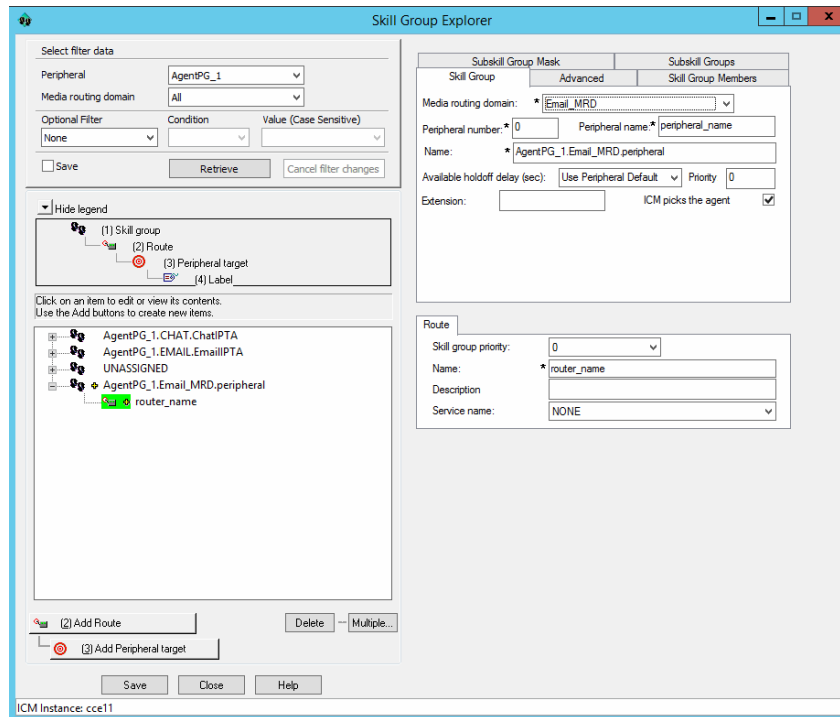 Skill Group Explorer
Select filter data
Peripheral AgentPG_1
Media routing domain All
Optional Filter Condition Value (Case Sensitive)
None
Save Retrieve Cancel filter changes
Hide legend
(1) Skill group
(2) Route
(3) Peripheral target
(4) Label
Click on an item to edit or view its contents.
Use the Add buttons to create new items.
AgentPG_1.CHAT.ChatIPTA
AgentPG_1.EMAIL.EmailIPTA
UNASSIGNED
AgentPG_1.Email_MRD.peripheral
router_name
(2) Add Route Delete Multiple...
(3) Add Peripheral target
Save Close Help
ICM Instance: cce11
Subskill Group Mask Subskill Groups
Skill Group Advanced Skill Group Members
Media routing domain: * Email_MRD
Peripheral number: * 0 Peripheral name:* peripheral_name
Name: * AgentPG_1.Email_MRD.peripheral
Available holdoff delay (sec): Use Peripheral Default Priority 0
Extension: ICM picks the agent
Route
Skill group priority: 0
Name: * router_name
Description
Service name: NONE